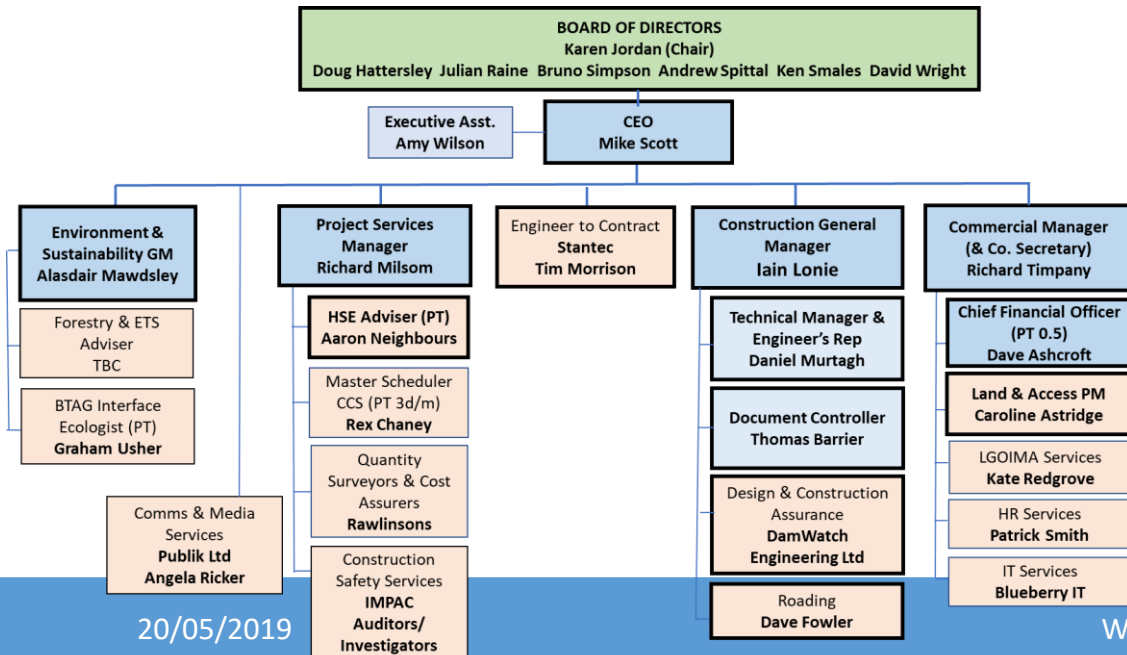 BOARD OF DIRECTORS
Karen Jordan (Chair)
Doug Hattersley Julian Raine Bruno Simpson Andrew Spittal Ken Smales David Wright
Executive Asst.
Amy Wilson
CEO
Mike Scott
Environment &
Sustainability GM
Alasdair Mawdsley
Forestry & ETS
Adviser
TBC
BTAG Interface
Ecologist (PT)
Graham Usher
Comms & Media
Services
Publik Ltd
Angela Ricker
Project Services
Manager
Richard Milsom
HSE Adviser (PT)
Aaron Neighbours
Master Scheduler
CCS (PT 3d/m)
Rex Chaney
Quantity
Surveyors & Cost
Assurers
Rawlinsons
Construction
Safety Services
IMPAC
Auditors/
Investigators
Engineer to Contract
Stantec
Tim Morrison
Construction General
Manager
Iain Lonie
Technical Manager &
Engineer's Rep
Daniel Murtagh
Document Controller
Thomas Barrier
Design & Construction
Assurance
DamWatch
Engineering Ltd
Roading
Dave Fowler
Commercial Manager
(& Co. Secretary)
Richard Timpany
Chief Financial Officer
(PT 0.5)
Dave Ashcroft
Land & Access PM
Caroline Astridge
LGOIMA Services
Kate Redgrove
HR Services
Patrick Smith
IT Services
Blueberry IT
20/05/2019
W